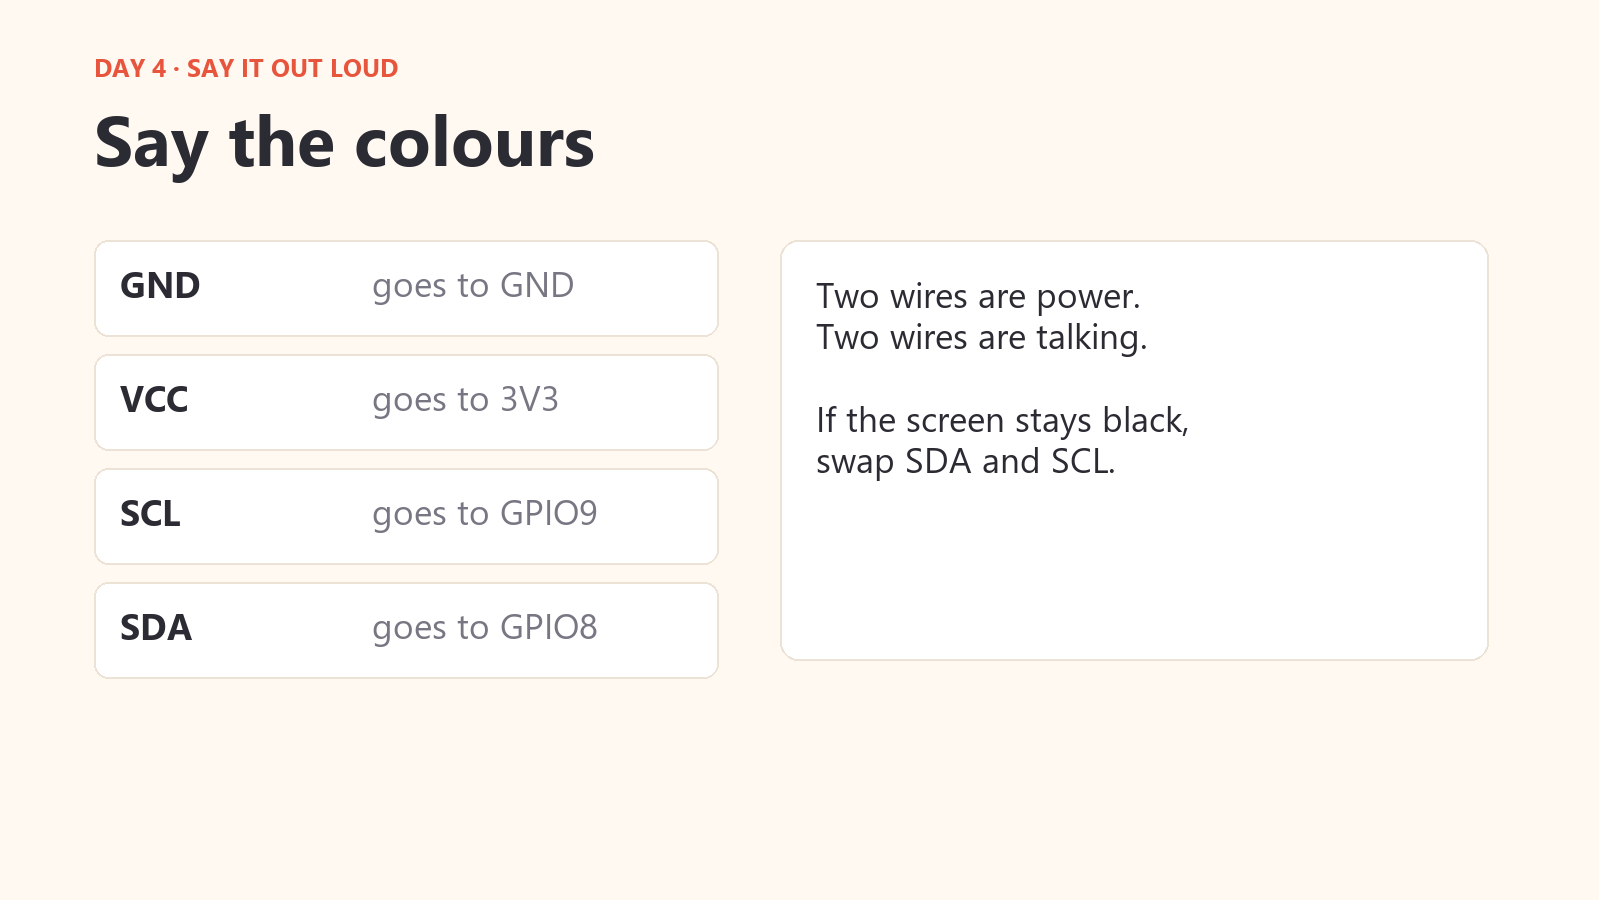 DAY 4 · SAY IT OUT LOUD
Say the colours
GND goes to GND
VCC goes to 3V3
SCL goes to GPIO9
SDA goes to GPIO8
Two wires are power.
Two wires are talking.
If the screen stays black,
swap SDA and SCL.